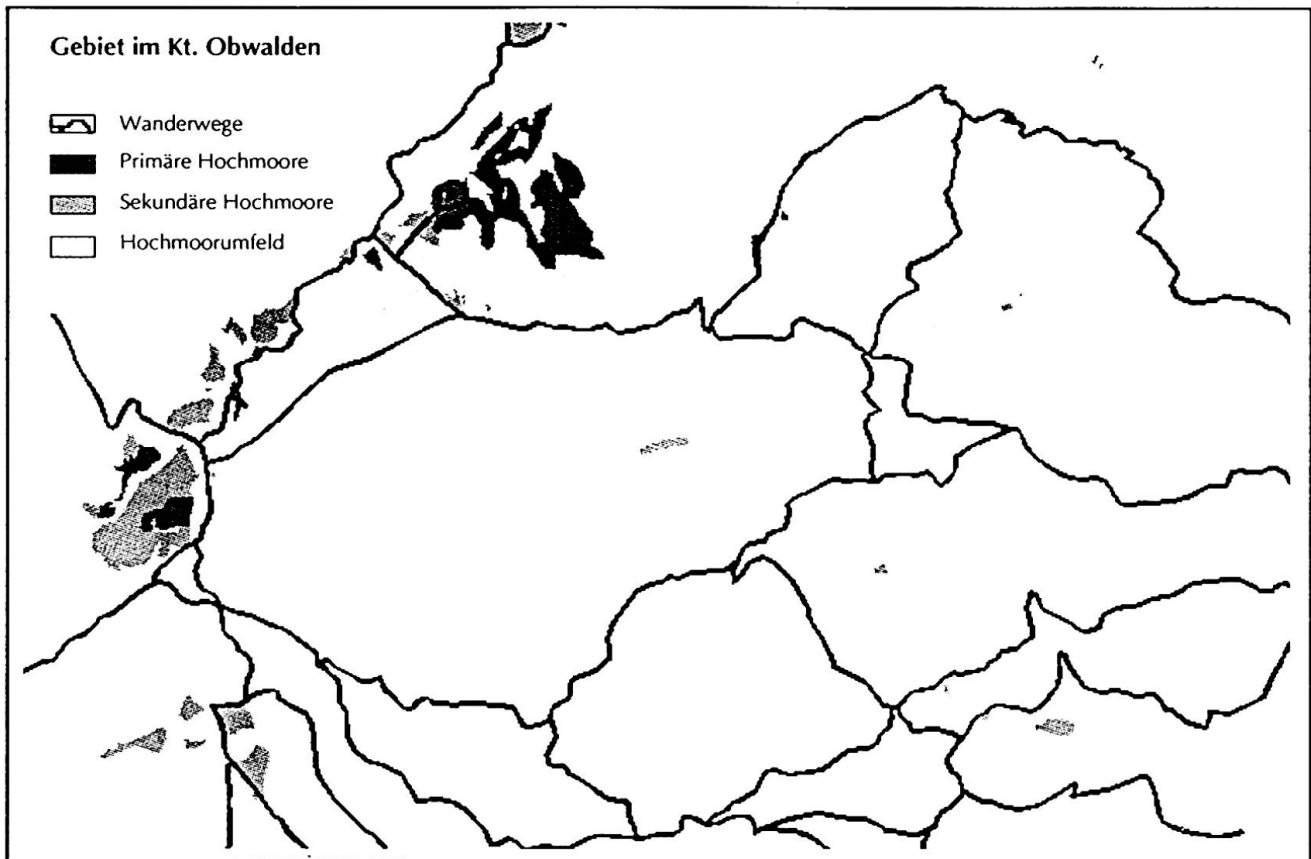 Gebiet im Kt. Obwalden
Wanderwege
Primäre Hochmoore
Sekundäre Hochmoore
Hochmoorumfeld